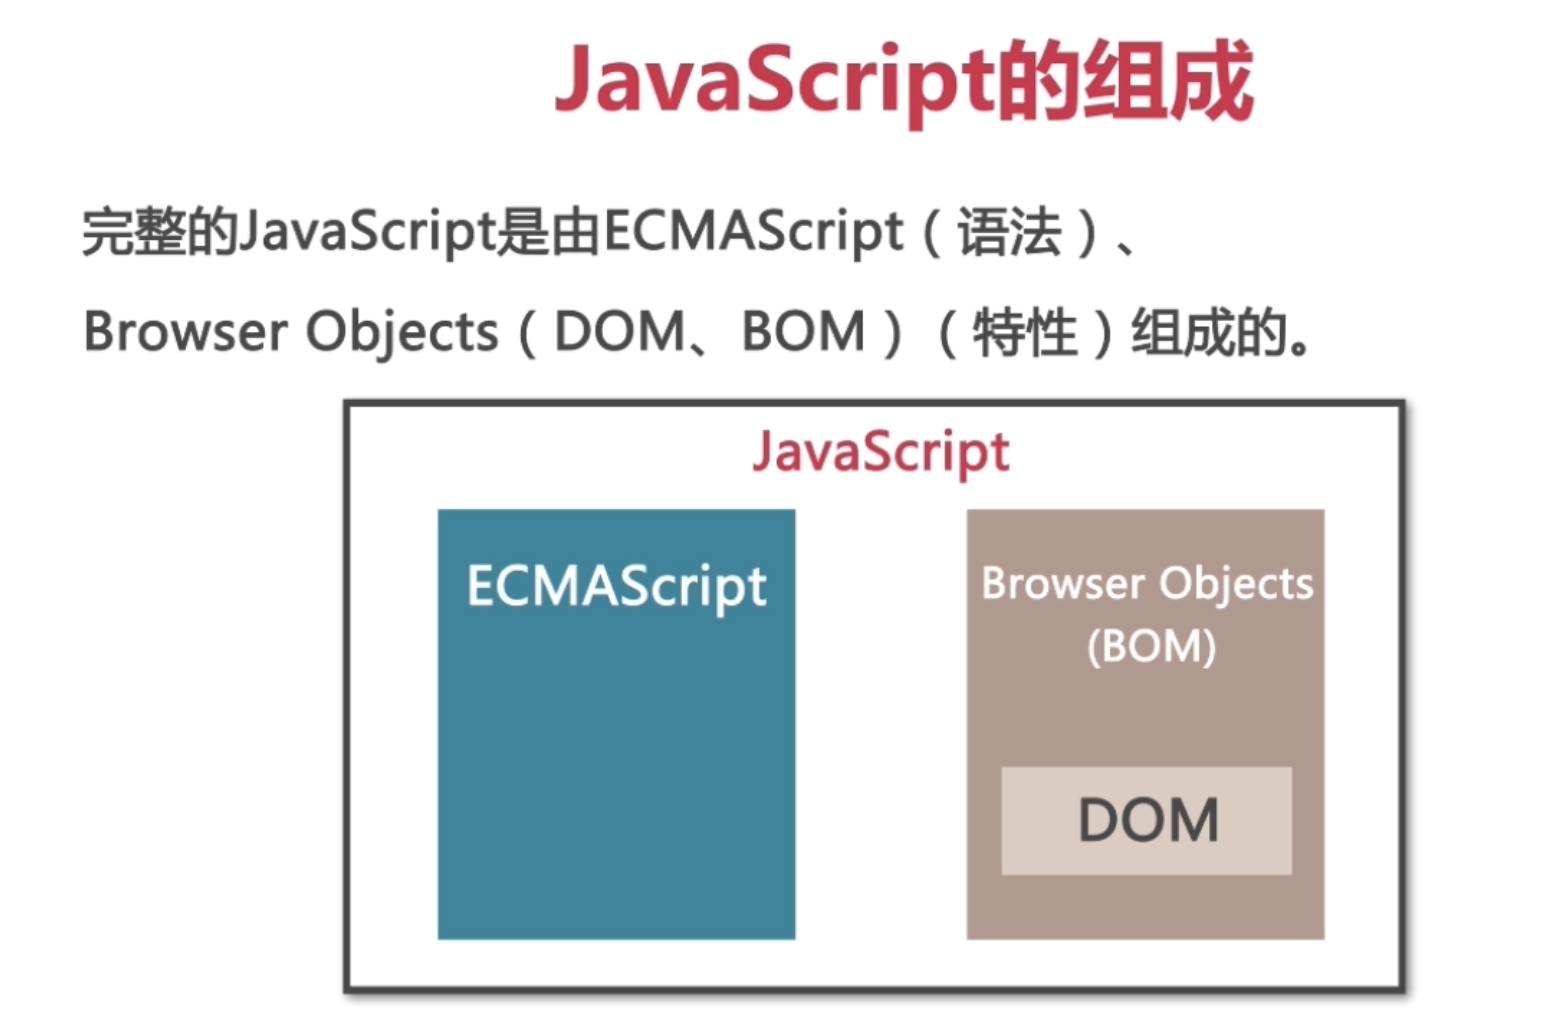 JavaScript的组成
完整的JavaScript是由ECMAScript（语法）、
Browser Objects（DOM、BOM）（特性）组成的。
JavaScript
ECMAScript
Browser Objects
(BOM)
DOM